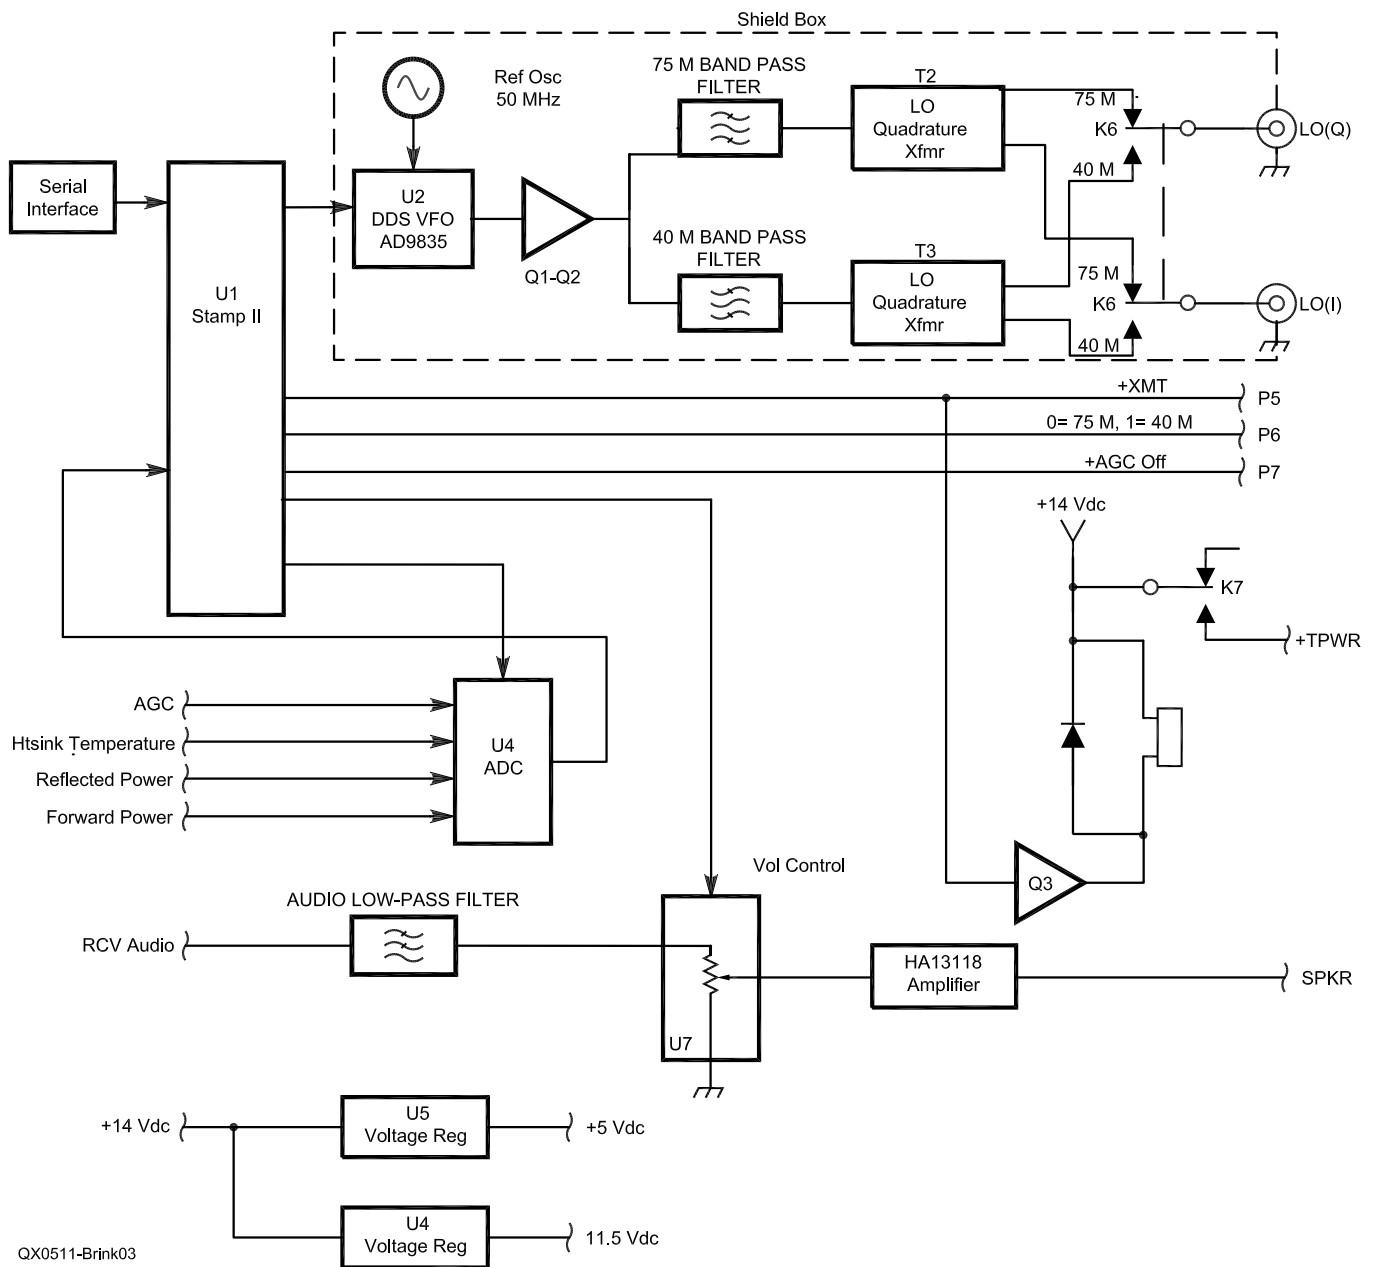 Shield Box
Ref Osc
50 MHz
75 M BAND PASS
FILTER
T2
LO
Quadrature
Xfmr
75 M
K6
40 M
LO(Q)
Serial
Interface
U1
Stamp II
U2
DDS VFO
AD9835
Q1-Q2
40 M BAND PASS
FILTER
T3
LO
Quadrature
Xfmr
75 M
K6
40 M
LO(I)
+XMT
P5
0= 75 M, 1= 40 M
P6
+AGC Off
P7
+14 Vdc
K7
+TPWR
AGC
Htsink Temperature
Reflected Power
Forward Power
U4
ADC
Vol Control
Q3
AUDIO LOW-PASS FILTER
RCV Audio
U7
HA13118
Amplifier
SPKR
+14 Vdc
U5
Voltage Reg
+5 Vdc
U4
Voltage Reg
11.5 Vdc
QX0511-Brink03